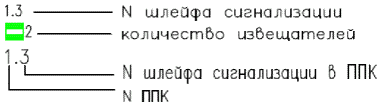 1.3 N шлейфа сигнализации
2 количество извещателей
1.3
N шлейфа сигнализации в ППК
N ППК